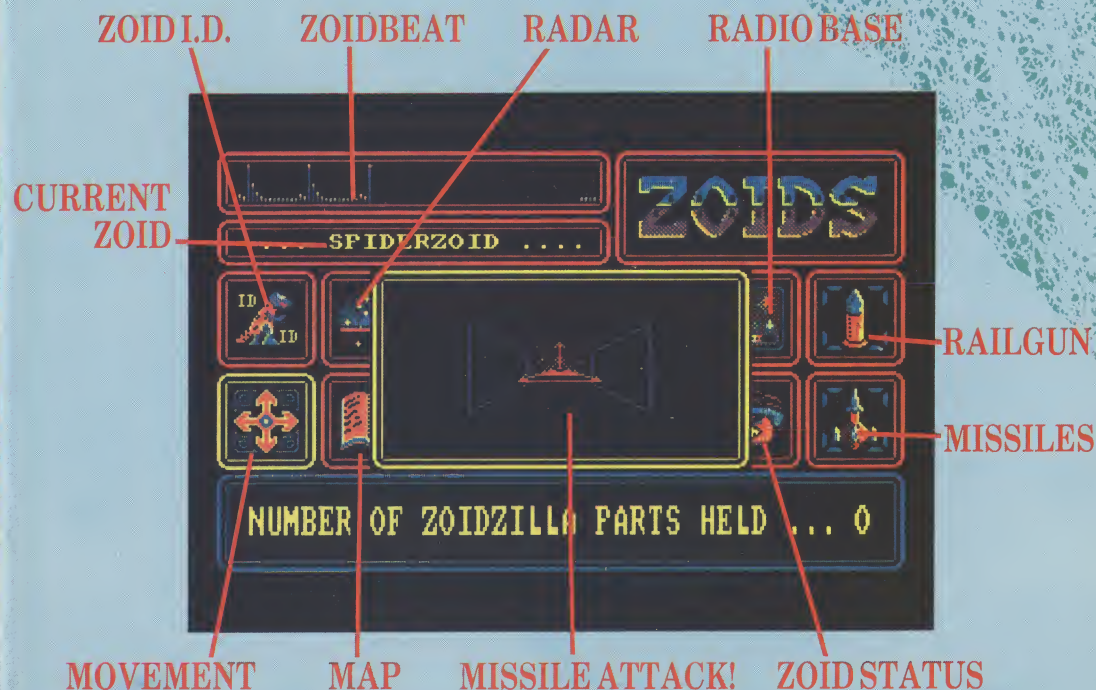 ZOID I.D. ZOIDBEAT RADAR RADIO BASE
ZOIDS
CURRENT
ZOID
... SPIDERZOID ....
ID
ID
RAILGUN
MISSILES
NUMBER OF ZOIDZILLA PARTS HELD ... 0
MOVEMENT MAP MISSILE ATTACK! ZOID STATUS